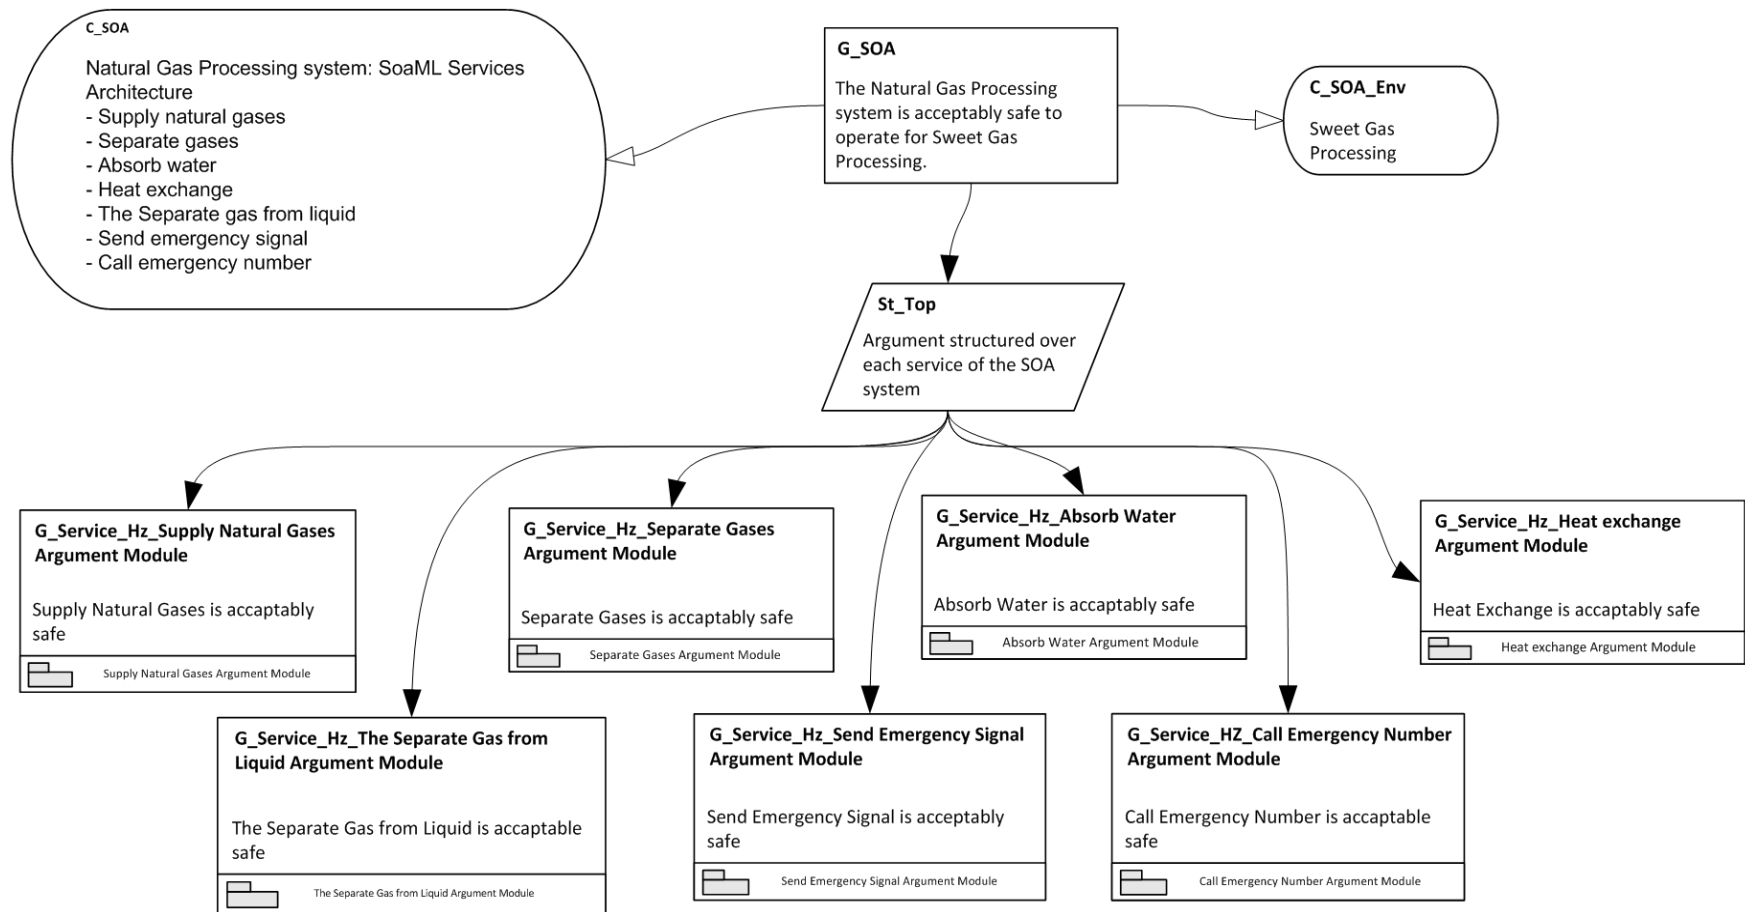 C_SOA
Natural Gas Processing system: SoaML Services
Architecture
- Supply natural gases
- Separate gases
- Absorb water
- Heat exchange
- The Separate gas from liquid
- Send emergency signal
- Call emergency number
G_SOA
The Natural Gas Processing
system is acceptably safe to
operate for Sweet Gas
Processing.
C_SOA_Env
Sweet Gas
Processing
St_Top
Argument structured over
each service of the SOA
system
G_Service_Hz_Supply Natural Gases
Argument Module
Supply Natural Gases is accaptably
safe
Supply Natural Gases Argument Module
G_Service_Hz_Separate Gases
Argument Module
Separate Gases is accaptably safe
Separate Gases Argument Module
G_Service_Hz_Absorb Water
Argument Module
Absorb Water is accaptably safe
Absorb Water Argument Module
G_Service_Hz_Heat exchange
Argument Module
Heat Exchange is accaptably safe
Heat exchange Argument Module
G_Service_Hz_The Separate Gas from
Liquid Argument Module
The Separate Gas from Liquid is accaptable
safe
The Separate Gas from Liquid Argument Module
G_Service_Hz_Send Emergency Signal
Argument Module
Send Emergency Signal is acceptably
safe
Send Emergency Signal Argument Module
G_Service_HZ_Call Emergency Number
Argument Module
Call Emergency Number is accaptable
safe
Call Emergency Number Argument Module